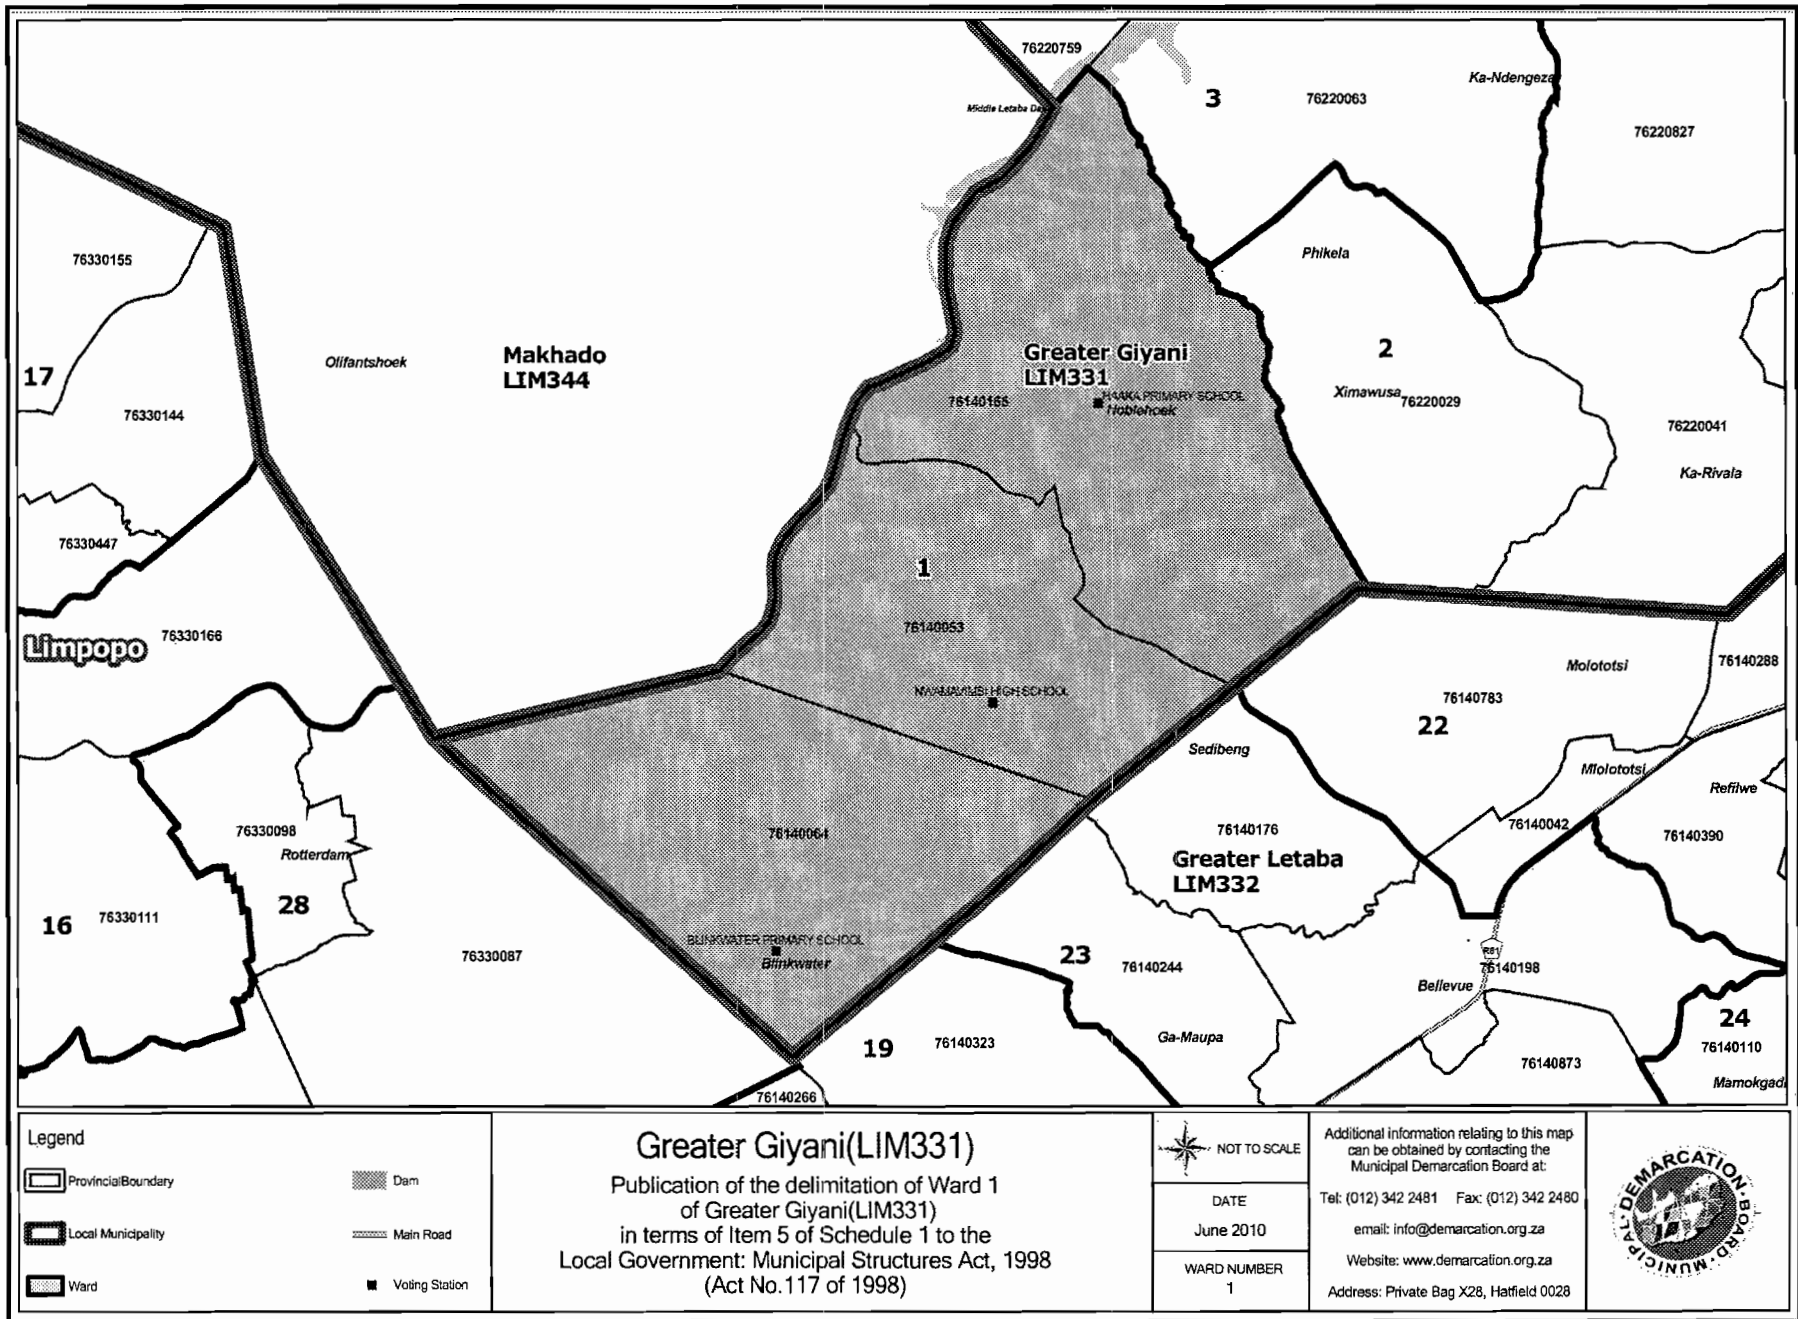 76220759
3
76220063
Ka-Ndengeza
76220827
Middle Letaba Da
76330155
Phikela
17
Olifantshoek
Makhado
LIM344
Greater Giyani
LIM331
2
76330144
76140165
HAAKA PRIMARY SCHOOL
Hoblehoek
Ximawusa
76220029
76220041
Ka-Rivala
76330447
1
76140053
Limpopo
76330166
Molototsi
76140288
NWAMAVIMBI HIGH SCHOOL
76140783
22
Sedibeng
Mlolototsi
Refilwe
76330098
Rotterdam
76140064
76140176
76140042
76140390
Greater Letaba
LIM332
16
76330111
28
BLINKWATER PRIMARY SCHOOL
Blinkwater
76330087
23
76140244
R81
76140198
Bellevue
24
19
76140323
Ga-Maupa
76140110
76140873
Mamokgadi
76140266
Legend
ProvincialBoundary
Local Municipality
Ward
Dam
Main Road
Voting Station
Greater Giyani(LIM331)
Publication of the delimitation of Ward 1
of Greater Giyani(LIM331)
in terms of Item 5 of Schedule 1 to the
Local Government: Municipal Structures Act, 1998
(Act No.117 of 1998)
NOT TO SCALE
DATE
June 2010
WARD NUMBER
1
Additional information relating to this map
can be obtained by contacting the
Municipal Demarcation Board at:
Tel: (012) 342 2481 Fax: (012) 342 2480
email: info@demarcation.org.za
Website: www.demarcation.org.za
Address: Private Bag X28, Hatfield 0028
MUNICIPAL • DEMARCATION • BOARD